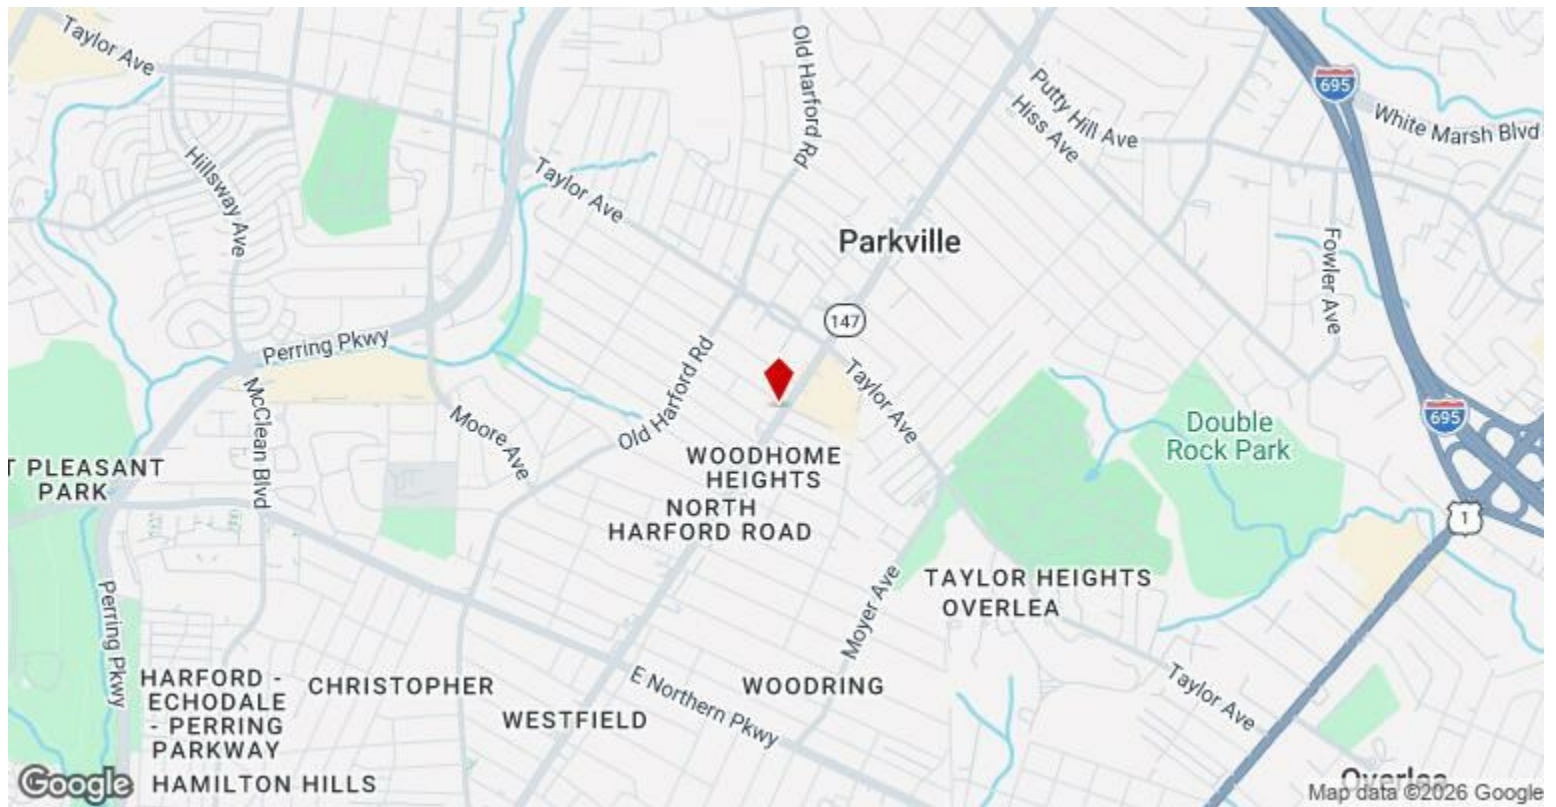 Taylor Ave
Old Harford Rd
695
Putty Hill Ave
Hiss Ave
White Marsh Blvd
Hillsway Ave
Taylor Ave
Parkville
Fowler Ave
147
Perring Pkwy
Old Harford Rd
Taylor Ave
McClean Blvd
Moore Ave
Double
Rock Park
695
WOODHOME
HEIGHTS
T PLEASANT
PARK
NORTH
HARFORD ROAD
1
TAYLOR HEIGHTS
OVERLEA
Perring Pkwy
Moyer Ave
HARFORD -
ECHODALE
- PERRING
PARKWAY
CHRISTOPHER
WESTFIELD
E Northern Pkwy
WOODRING
Taylor Ave
Google
HAMILTON HILLS
Overlea
Map data ©2026 Google